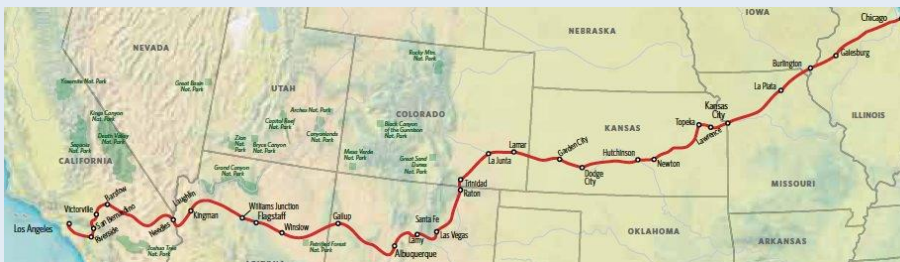 IOWA
Chicago
NEBRASKA
NEVADA
Galesburg
Rocky Mtn.
Nat. Park
Burlington
Yosemite Nat. Park
Great Basin
Nat. Park
UTAH
La Plata
Arches Nat. Park
Kings Canyon
Nat. Park
COLORADO
Kansas
City
Capitol Reef
Nat. Park
Black Canyon
of the Gunnison
Nat. Park
ILLINOIS
Death Valley
Nat. Park
Topeka
KANSAS
Lawrence
Zion
Nat.
Park
Bryce Canyon
Nat. Park
Canyonlands
Nat. Park
Sequoia
Nat. Park
Mesa Verde
Nat. Park
Great Sand
Dunes
Nat. Park
Lamar
Garden City
Hutchinson
CALIFORNIA
La Junta
Newton
Grand Canyon
Nat. Park
Dodge
City
Trinidad
MISSOURI
Raton
Barstow
Laughlin
Victorville
San Bernardino
Kingman
Williams Junction
Flagstaff
Gallup
Santa Fe
Los Angeles
Needles
Winslow
Lamy
Las Vegas
OKLAHOMA
Riverside
Joshua Tree
Nat. Park
Petrified Forest
Nat. Park
ARKANSAS
Albuquerque
ARIZONA